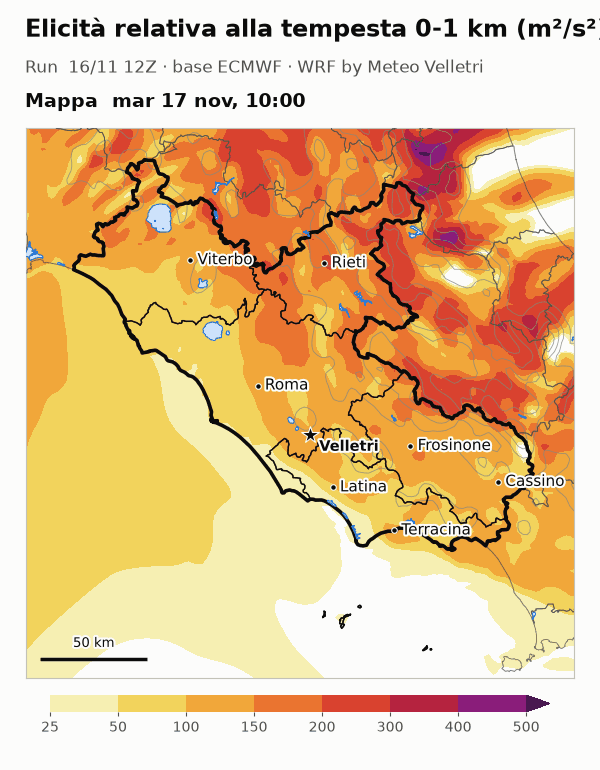 Elicità relativa alla tempesta 0-1 km (m²/s²)
Run 16/11 12Z · base ECMWF · WRF by Meteo Velletri
Mappa mar 17 nov, 10:00
Viterbo
Rieti
Roma
Velletri
Frosinone
Cassino
Latina
Terracina
50 km
25 50 100 150 200 300 400 500